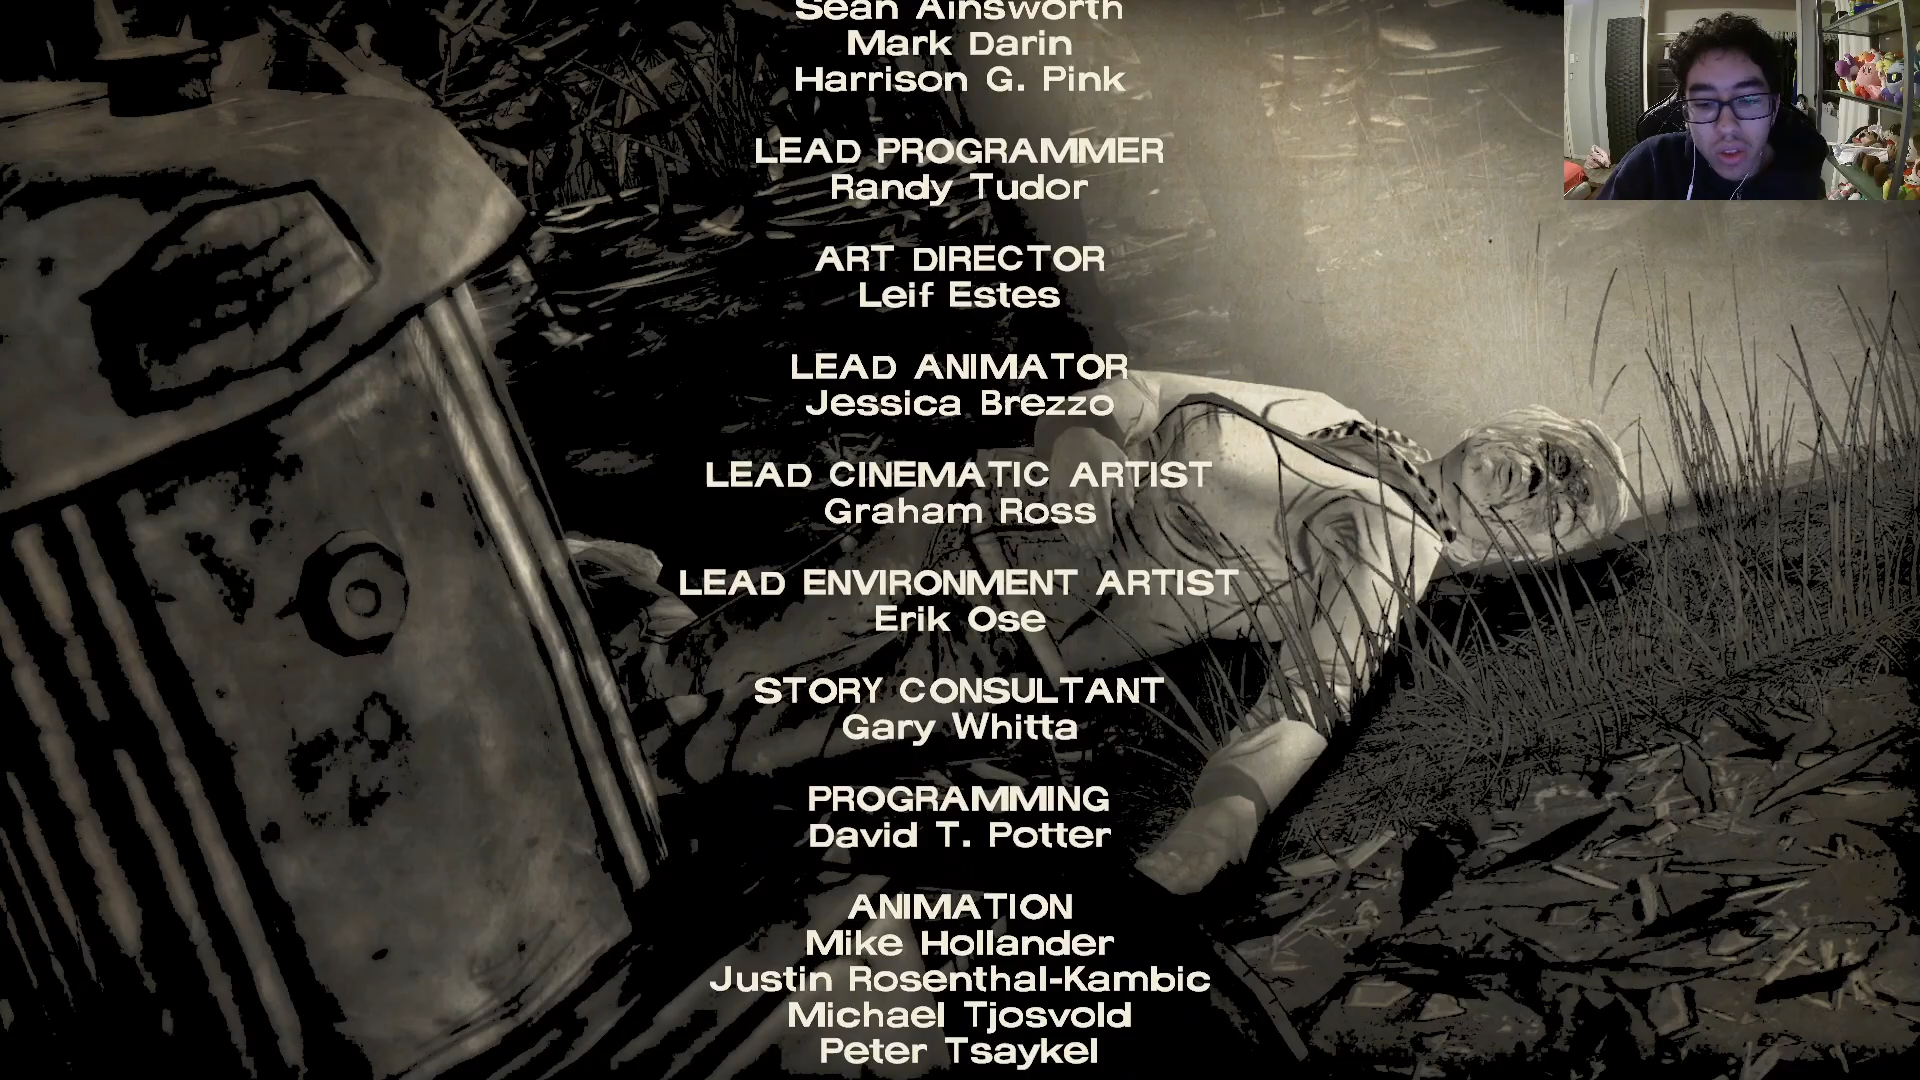 Sean Ainsworth
Mark Darin
Harrison G. Pink
LEAD PROGRAMMER
Randy Tudor
ART DIRECTOR
Leif Estes
LEAD ANIMATOR
Jessica Brezzo
LEAD CINEMATIC ARTIST
Graham Ross
LEAD ENVIRONMENT ARTIST
Erik Ose
STORY CONSULTANT
Gary Whitta
PROGRAMMING
David T. Potter
ANIMATION
Mike Hollander
Justin Rosenthal-Kambic
Michael Tjosvold
Peter Tsaykel